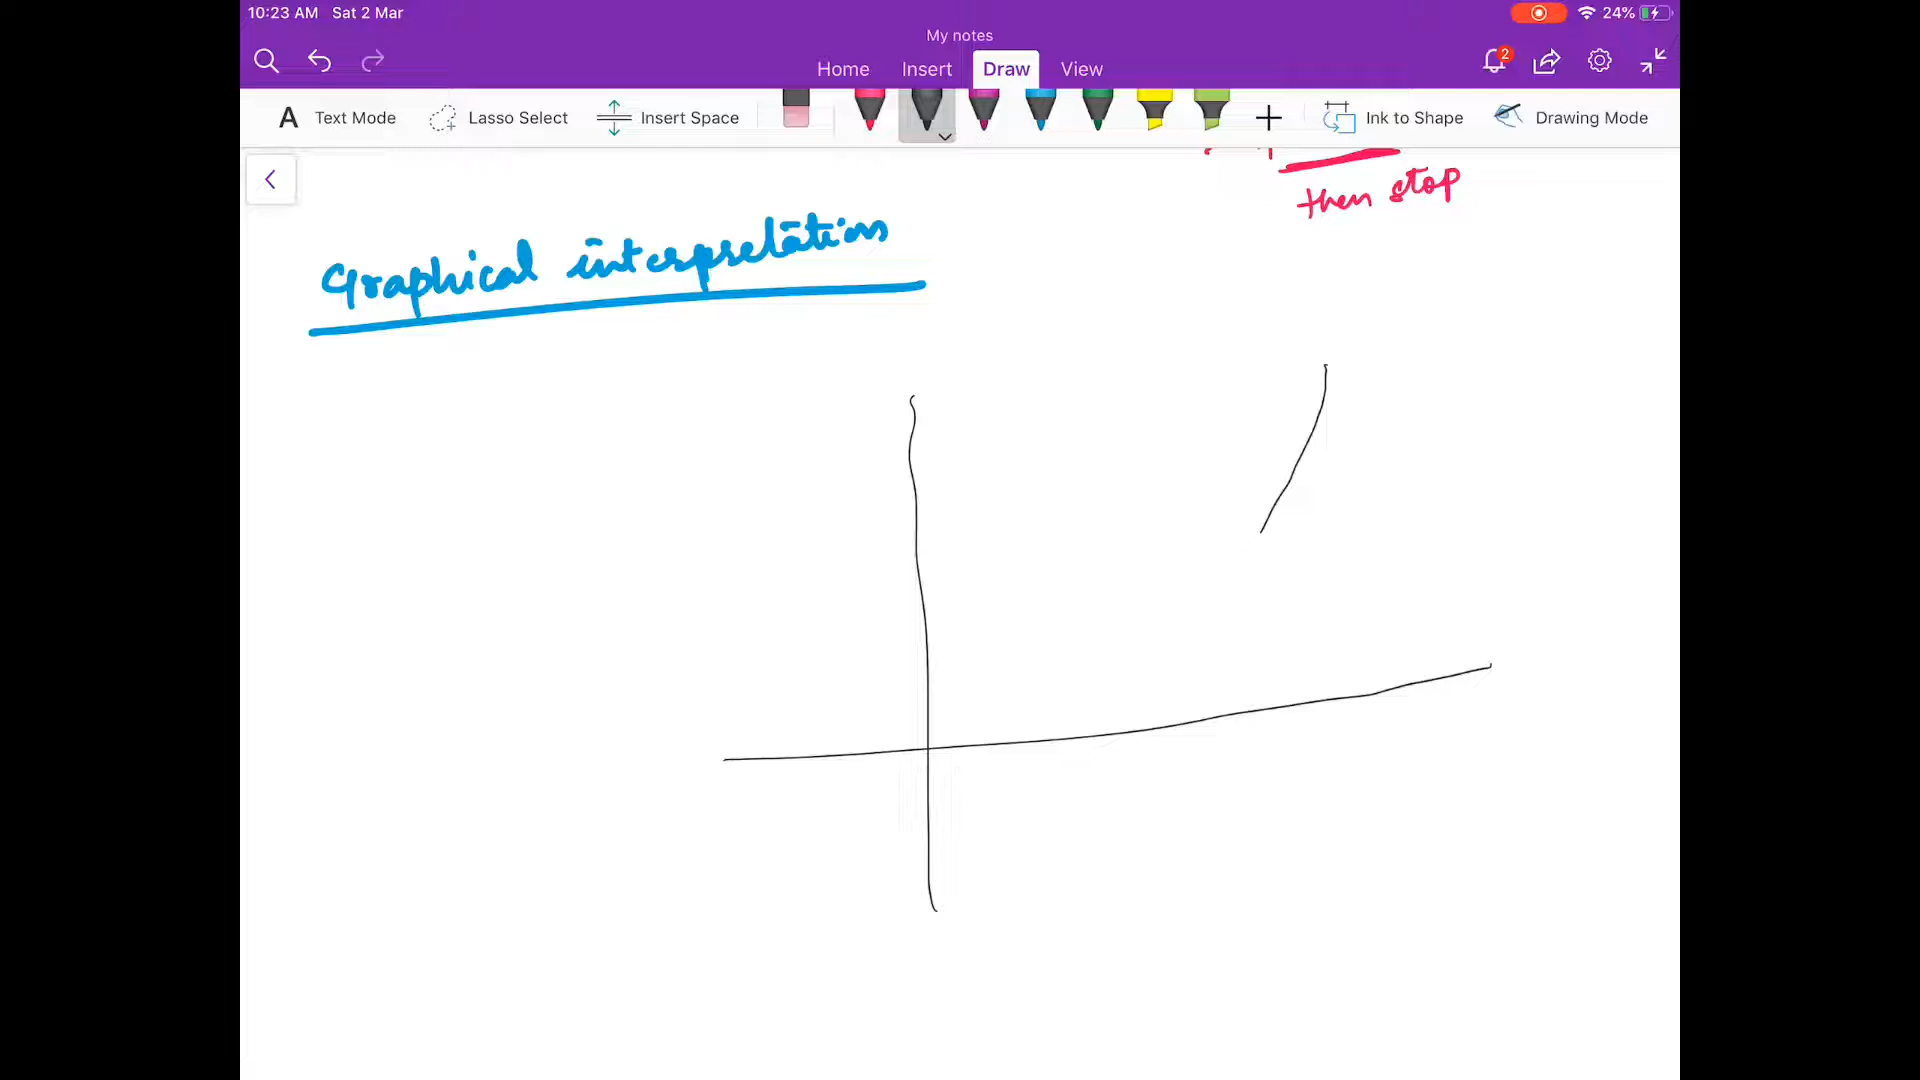 10:23 AM Sat 2 Mar
24%
My notes
2
Home Insert Draw View
A Text Mode Lasso Select Insert Space Ink to Shape Drawing Mode
then stop
Graphical interpretation